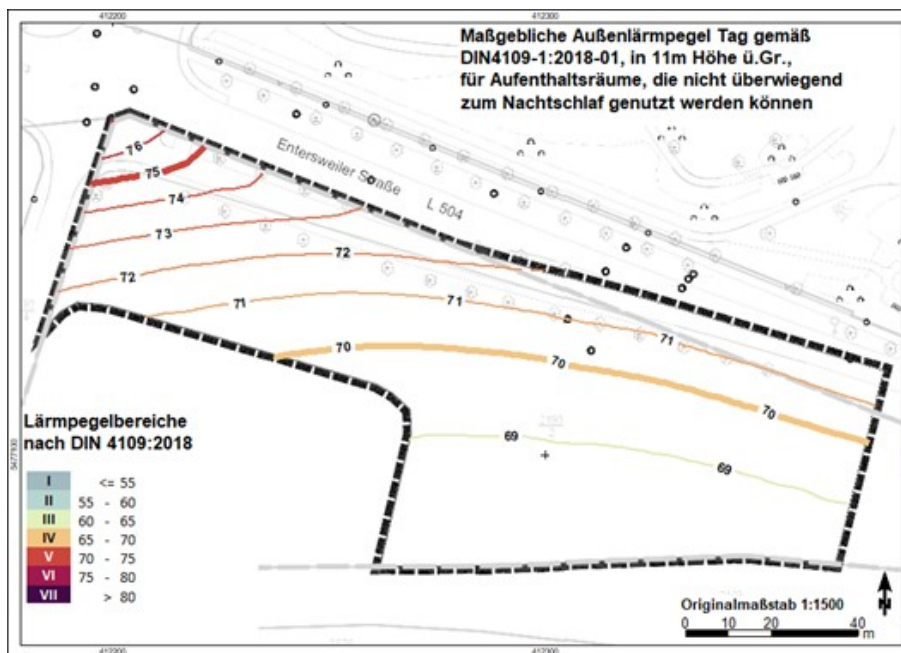 412200
412300
Maßgebliche Außenlärmpegel Tag gemäß
DIN4109-1:2018-01, in 11m Höhe ü.Gr.,
für Aufenthaltsräume, die nicht überwiegend
zum Nachtschlaf genutzt werden können
Entersweiler Straße
L 504
76
75
74
73
72
72
71
71
71
70
70
70
69
69
5477900
Lärmpegelbereiche
nach DIN 4109:2018
I <= 55
II 55 - 60
III 60 - 65
IV 65 - 70
V 70 - 75
VI 75 - 80
VII > 80
Originalmaßstab 1:1500
N
0 10 20 40
m
412200
412300